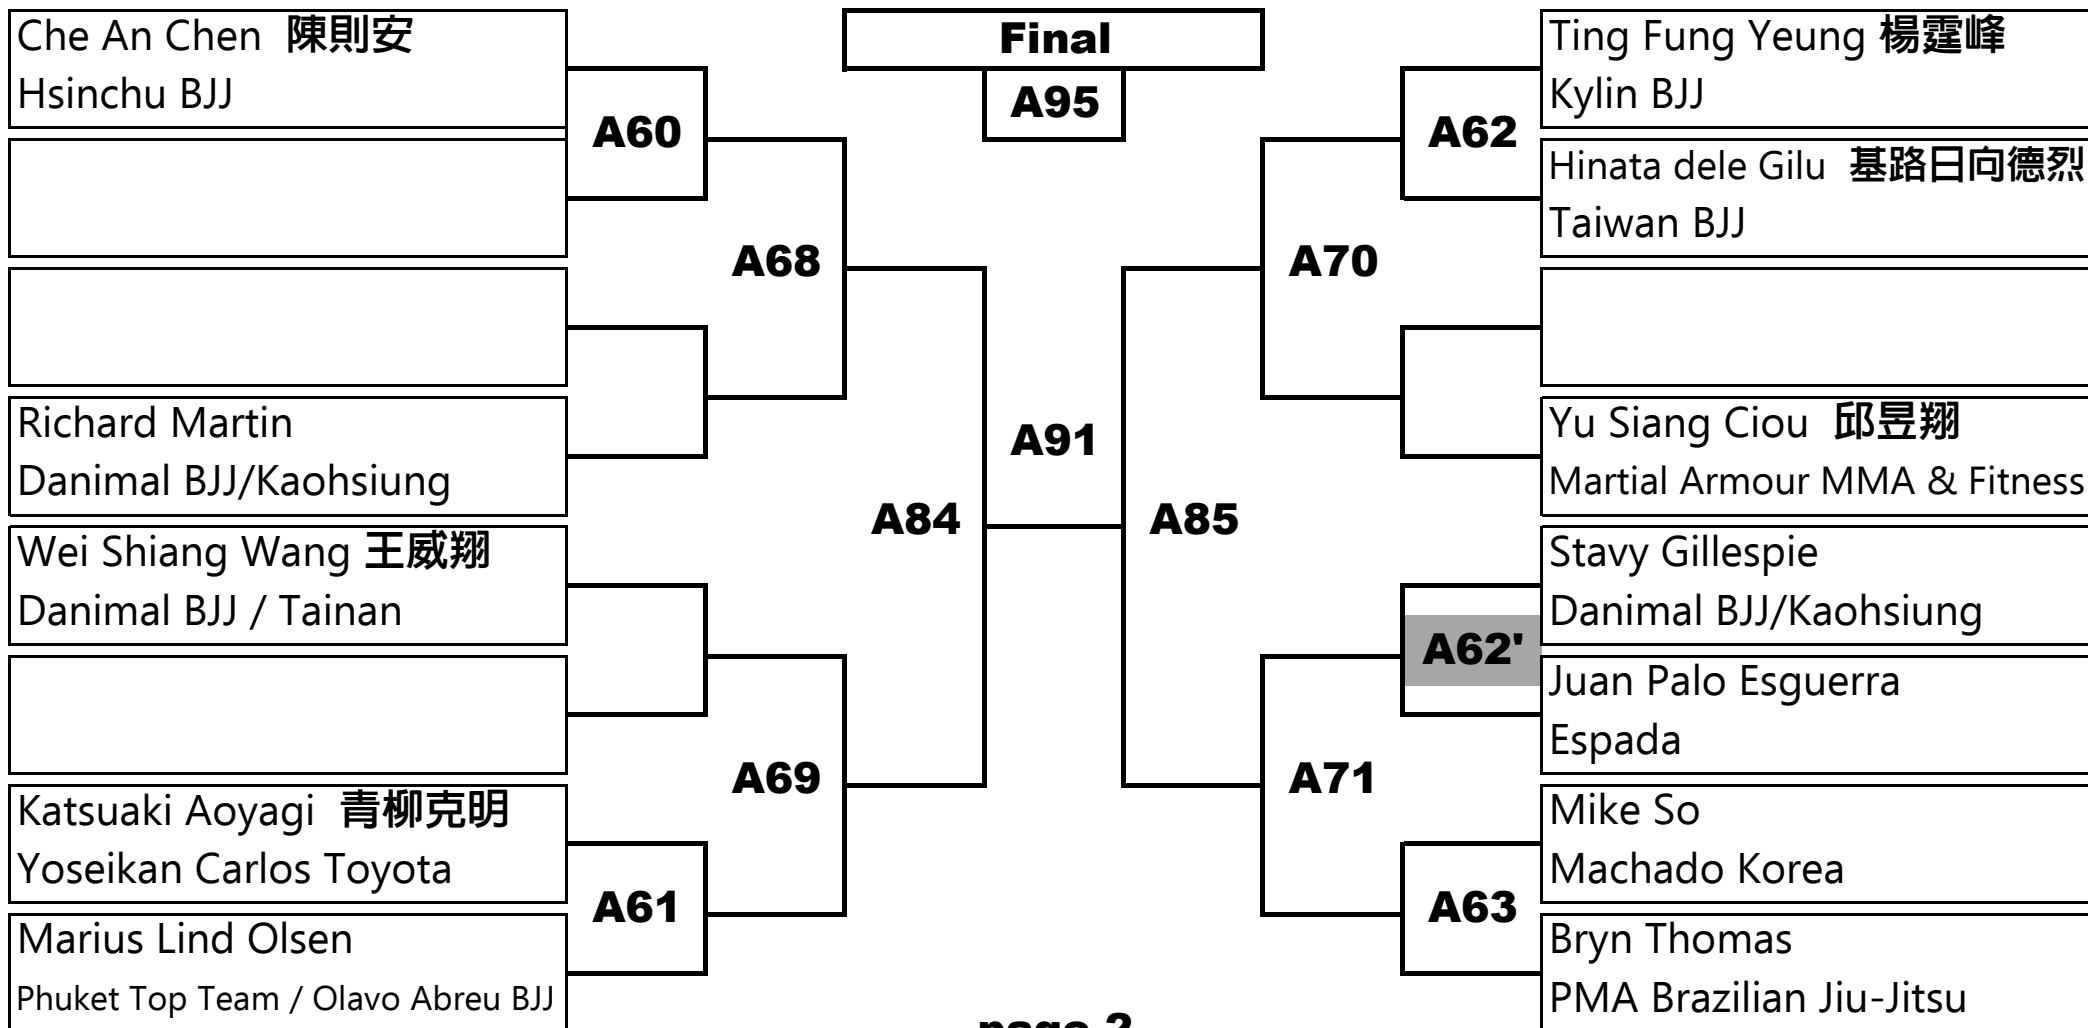 Che An Chen 陳則安
Hsinchu BJJ
Richard Martin
Danimal BJJ/Kaohsiung
Wei Shiang Wang 王威翔
Danimal BJJ / Tainan
Katsuaki Aoyagi 青柳克明
Yoseikan Carlos Toyota
Marius Lind Olsen
Phuket Top Team / Olavo Abreu BJJ
A60
A61
A68
A69
A84
Final
A95
A91
page 2
A85
A70
A71
A62
A62'
A63
Ting Fung Yeung 楊霆峰
Kylin BJJ
Hinata dele Gilu 基路日向德烈
Taiwan BJJ
Yu Siang Ciou 邱昱翔
Martial Armour MMA & Fitness
Stavy Gillespie
Danimal BJJ/Kaohsiung
Juan Palo Esguerra
Espada
Mike So
Machado Korea
Bryn Thomas
PMA Brazilian Jiu-Jitsu